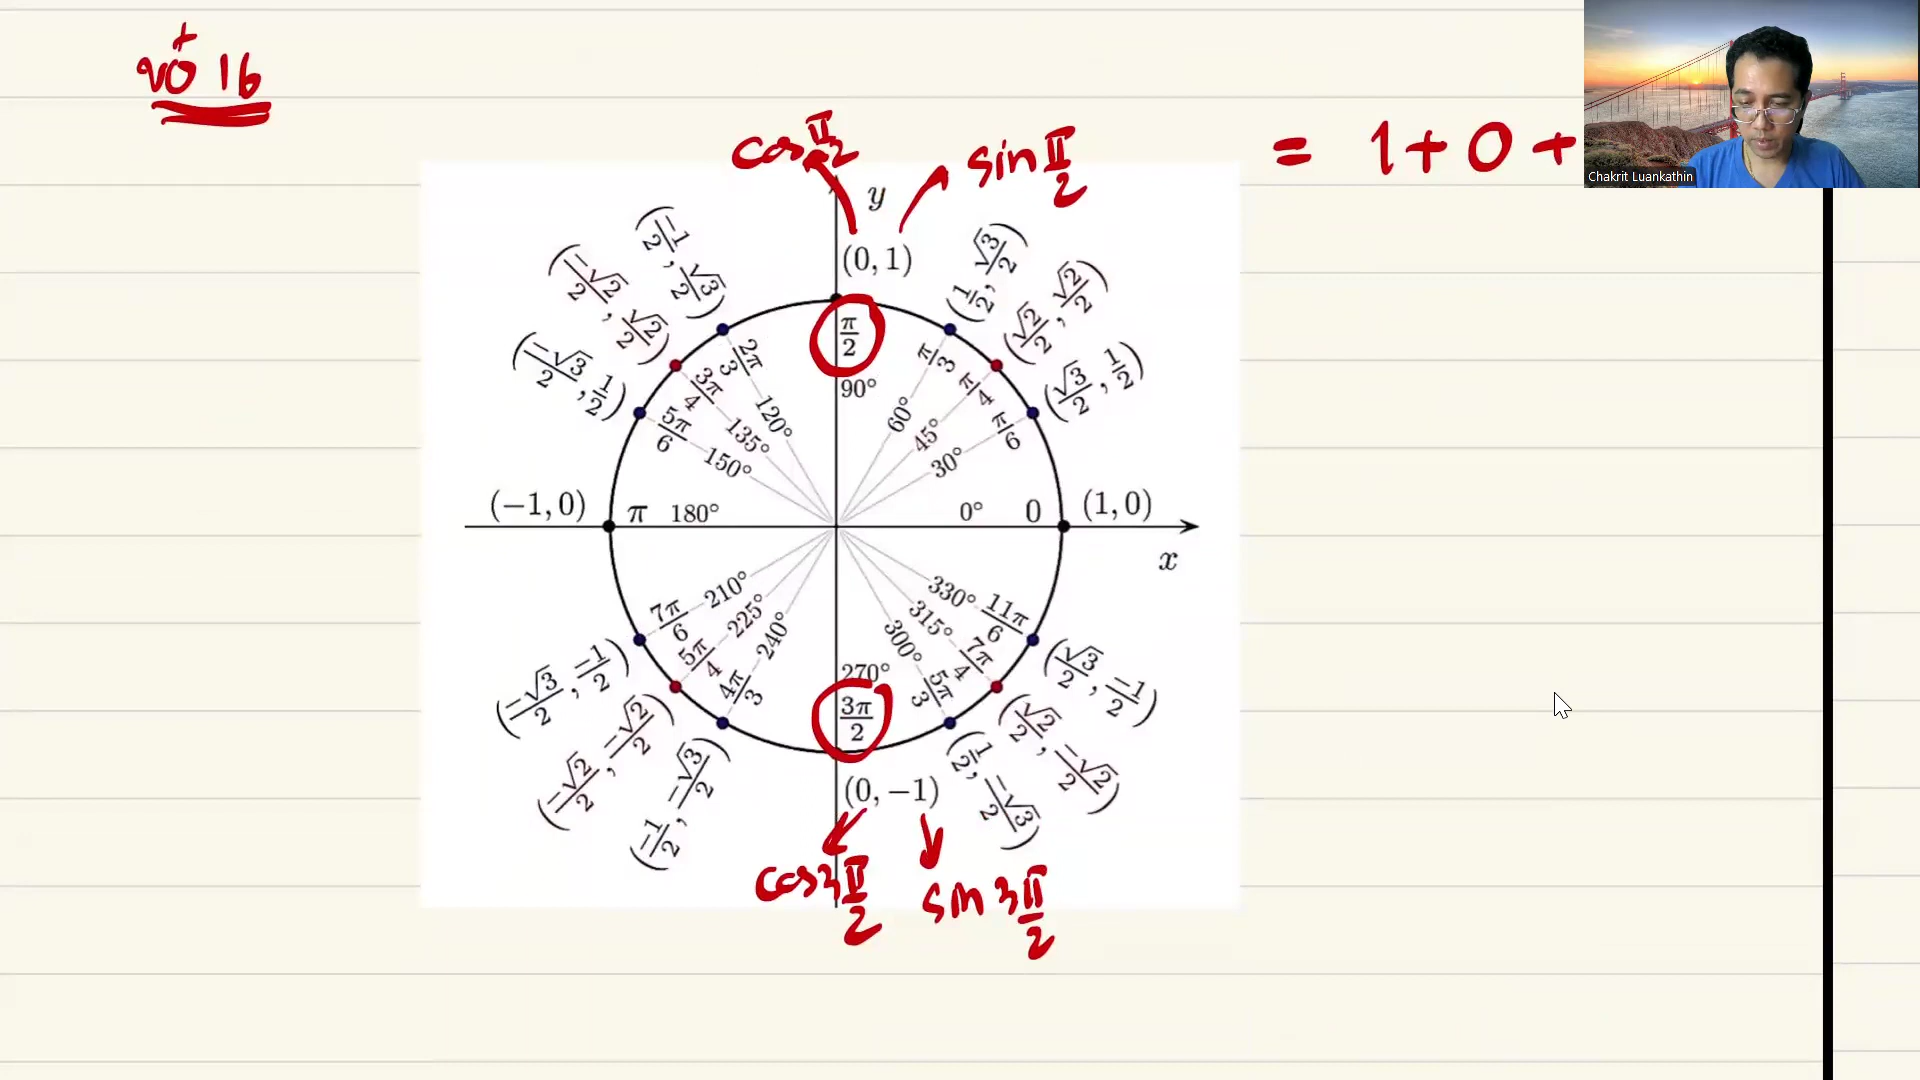 ข้อ 16
cos π/2
sin π/2
= 1 + 0 +
Chakrit Luankathin
y
(0, 1)
(−1/2, √3/2)
(1/2, √3/2)
(−√2/2, √2/2)
(√2/2, √2/2)
(−√3/2, 1/2)
(√3/2, 1/2)
π/2
90°
2π/3
120°
3π/4
135°
5π/6
150°
π/3
60°
π/4
45°
π/6
30°
(−1, 0)
π 180°
0° 0
(1, 0)
x
7π/6
210°
5π/4
225°
4π/3
240°
270°
3π/2
300°
5π/3
315°
7π/4
330°
11π/6
(−√3/2, −1/2)
(√3/2, −1/2)
(−√2/2, −√2/2)
(√2/2, −√2/2)
(−1/2, −√3/2)
(1/2, −√3/2)
(0, −1)
cos 3π/2
sin 3π/2